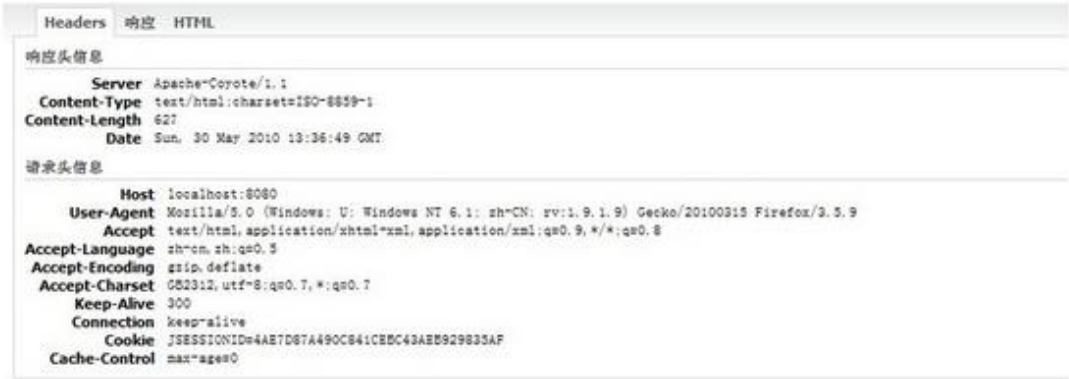 Headers 响应 HTML
响应头信息
Server Apache-Coyote/1.1
Content-Type text/html;charset=ISO-8859-1
Content-Length 627
Date Sun, 30 May 2010 13:36:49 GMT
请求头信息
Host localhost:8080
User-Agent Mozilla/5.0 (Windows; U; Windows NT 6.1; zh-CN; rv:1.9.1.9) Gecko/20100315 Firefox/3.5.9
Accept text/html,application/xhtml+xml,application/xml;q=0.9,*/*;q=0.8
Accept-Language zh-cn,zh;q=0.5
Accept-Encoding gzip,deflate
Accept-Charset GB2312,utf-8;q=0.7,*;q=0.7
Keep-Alive 300
Connection keep-alive
Cookie JSESSIONID=4AE7D87A490C841CEBC43AEB929835AF
Cache-Control max-age=0